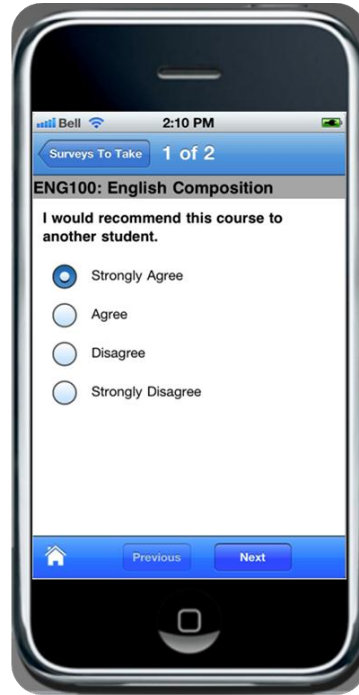 Bell 2:10 PM
Surveys To Take 1 of 2
ENG100: English Composition
I would recommend this course to
another student.
Strongly Agree
Agree
Disagree
Strongly Disagree
Previous Next